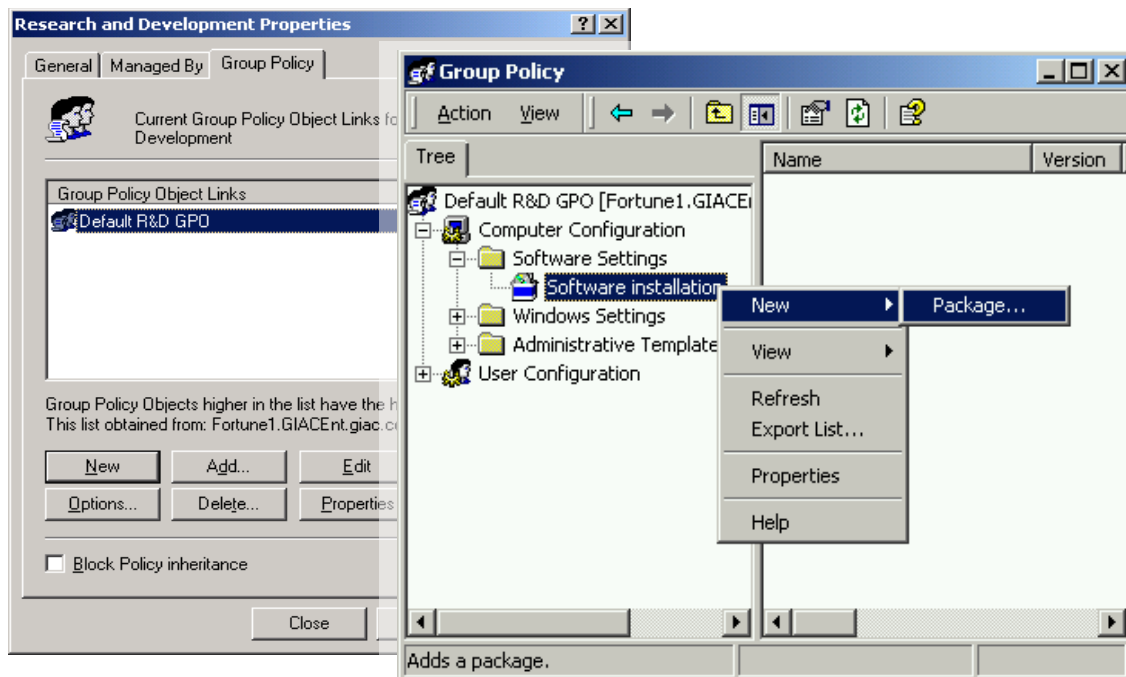 Research and Development Properties
General Managed By Group Policy
Current Group Policy Object Links fo
Development
Group Policy Object Links
Default R&D GPO
Group Policy Objects higher in the list have the h
This list obtained from: Fortune1.GIACEnt.giac.c
New Add... Edit
Options... Delete... Properties
Block Policy inheritance
Close
Group Policy
Action View
Tree
Name Version
Default R&D GPO [Fortune1.GIACEn
Computer Configuration
Software Settings
Software installation
Windows Settings
Administrative Template
User Configuration
New Package...
View
Refresh
Export List...
Properties
Help
Adds a package.